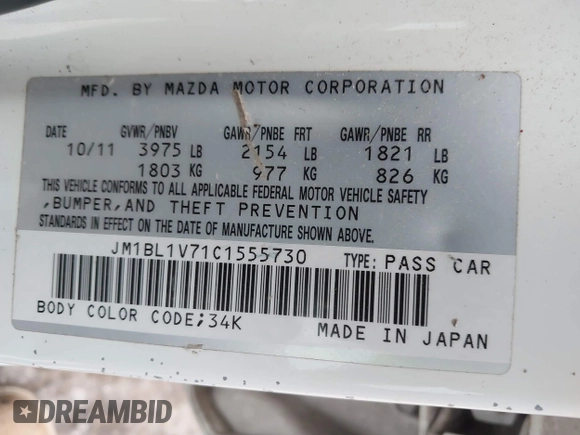 MFD. BY MAZDA MOTOR CORPORATION
DATE GVWR/PNBV GAWR/PNBE FRT GAWR/PNBE RR
10/11 3975 LB 2154 LB 1821 LB
1803 KG 977 KG 826 KG
THIS VEHICLE CONFORMS TO ALL APPLICABLE FEDERAL MOTOR VEHICLE SAFETY
,BUMPER,AND THEFT PREVENTION
STANDARDS IN EFFECT ON THE DATE OF MANUFACTURE SHOWN ABOVE.
JM1BL1V71C1555730 TYPE: PASS CAR
BODY COLOR CODE;34K MADE IN JAPAN
DREAMBID